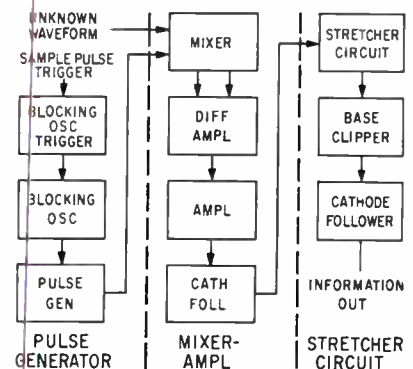 UNKNOWN
WAVEFORM
SAMPLE PULSE
TRIGGER
BLOCKING
OSC
TRIGGER
BLOCKING
OSC
PULSE
GEN
PULSE
GENERATOR
MIXER
DIFF
AMPL
AMPL
CATH
FOLL
MIXER-
AMPL
STRETCHER
CIRCUIT
BASE
CLIPPER
CATHODE
FOLLOWER
INFORMATION
OUT
STRETCHER
CIRCUIT